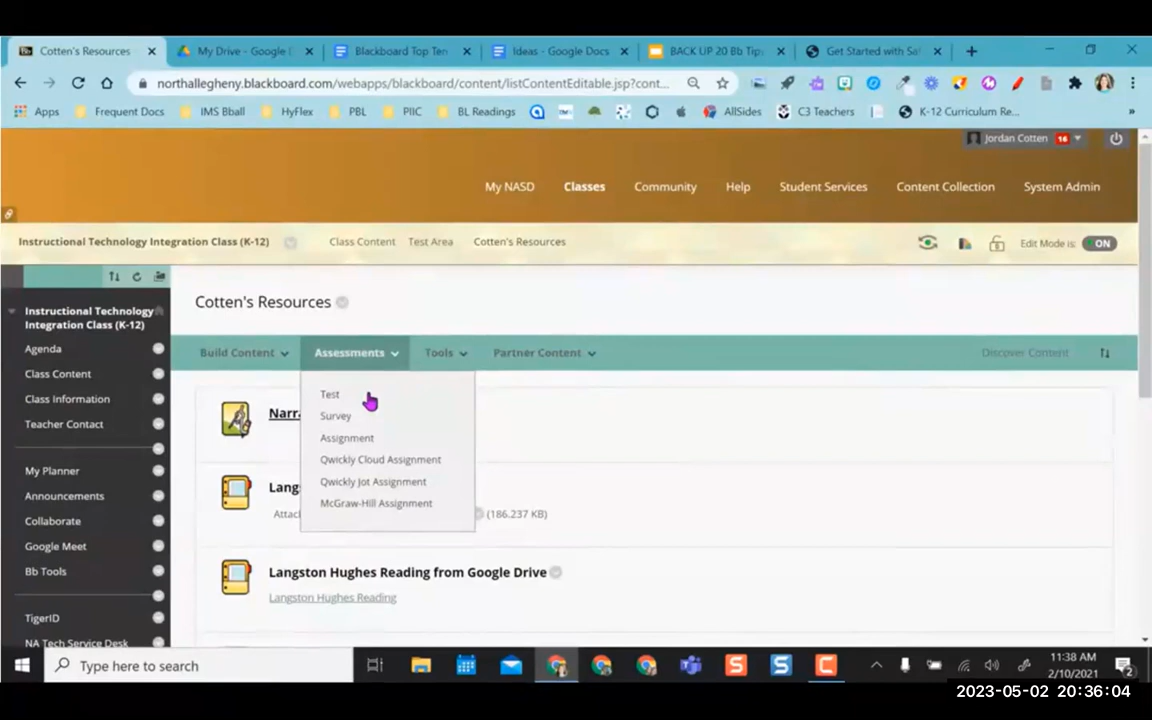 Cotten's Resources
My Drive - Google
Blackboard Top Ten
Ideas - Google Docs
BACK UP 20 Bb Tip
Get Started with Sa
northallegheny.blackboard.com/webapps/blackboard/content/listContentEditable.jsp?cont...
Apps
Frequent Docs
IMS Bball
HyFlex
PBL
PIIC
BL Readings
AllSides
C3 Teachers
K-12 Curriculum Re...
»
Jordan Cotten 16
My NASD
Classes
Community
Help
Student Services
Content Collection
System Admin
Instructional Technology Integration Class (K-12)
Class Content
Test Area
Cotten's Resources
Edit Mode is: ON
Instructional Technology
Integration Class (K-12)
Agenda
Class Content
Class Information
Teacher Contact
My Planner
Announcements
Collaborate
Google Meet
Bb Tools
TigerID
NA Tech Service Desk
Cotten's Resources
Build Content
Assessments
Tools
Partner Content
Discover Content
Test
Survey
Assignment
Qwickly Cloud Assignment
Qwickly Jot Assignment
McGraw-Hill Assignment
Narra
Lang
Attac
(186.237 KB)
Langston Hughes Reading from Google Drive
Langston Hughes Reading
Type here to search
11:38 AM
2/10/2021
2
2023-05-02 20:36:04